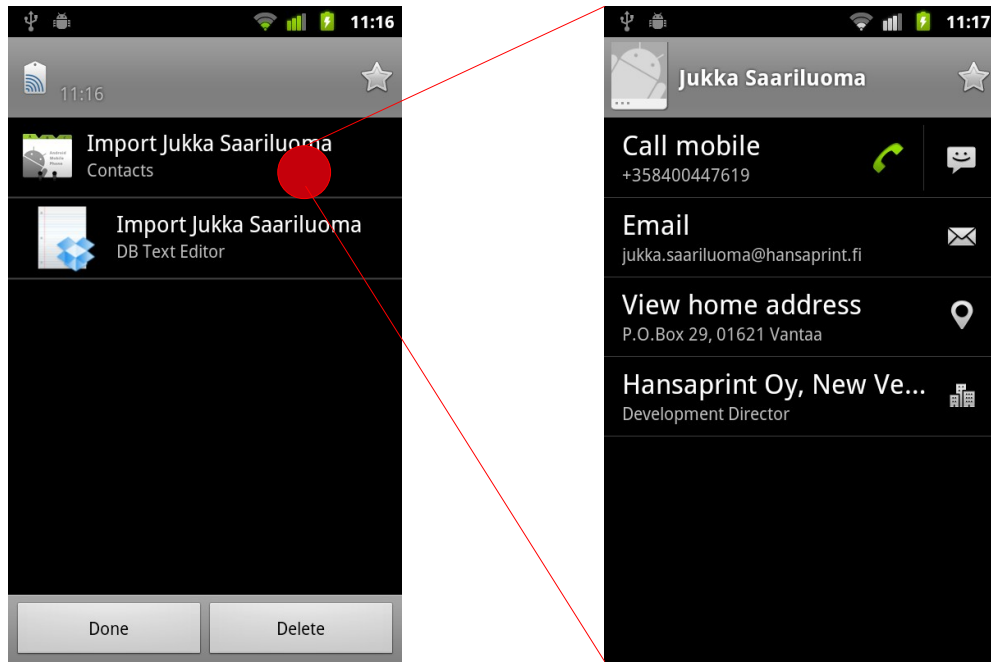 11:16
11:16
Import Jukka Saariluoma
Contacts
Import Jukka Saariluoma
DB Text Editor
Done
Delete
11:17
Jukka Saariluoma
Call mobile
+358400447619
Email
jukka.saariluoma@hansaprint.fi
View home address
P.O.Box 29, 01621 Vantaa
Hansaprint Oy, New Ve...
Development Director